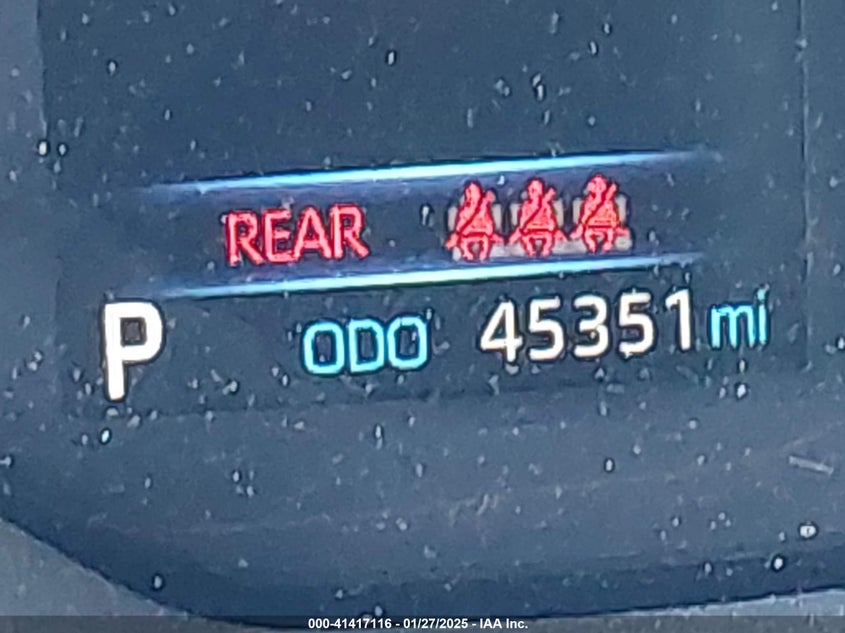 REAR
P ODO 45351 mi
000-41417116 - 01/27/2025 - IAA Inc.